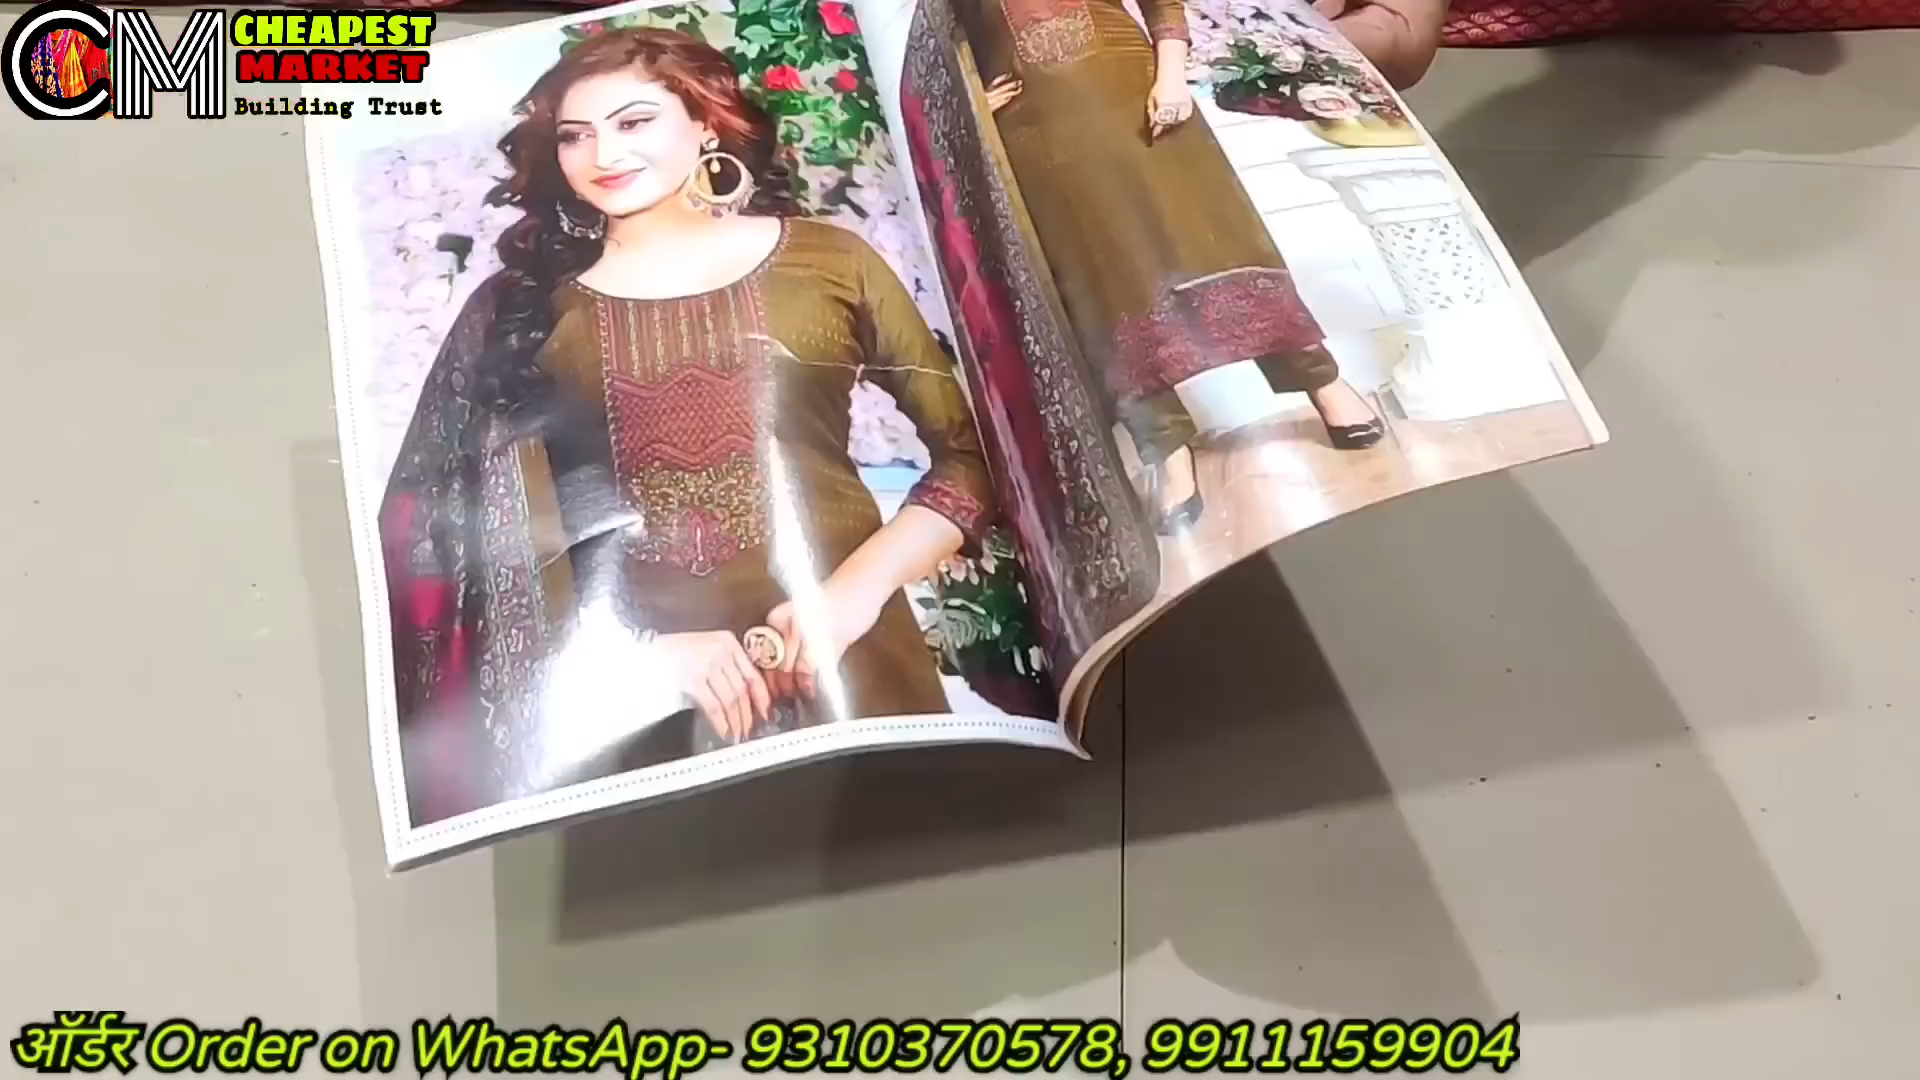 CM CHEAPEST
MARKET
Building Trust
ऑर्डर Order on WhatsApp- 9310370578, 9911159904